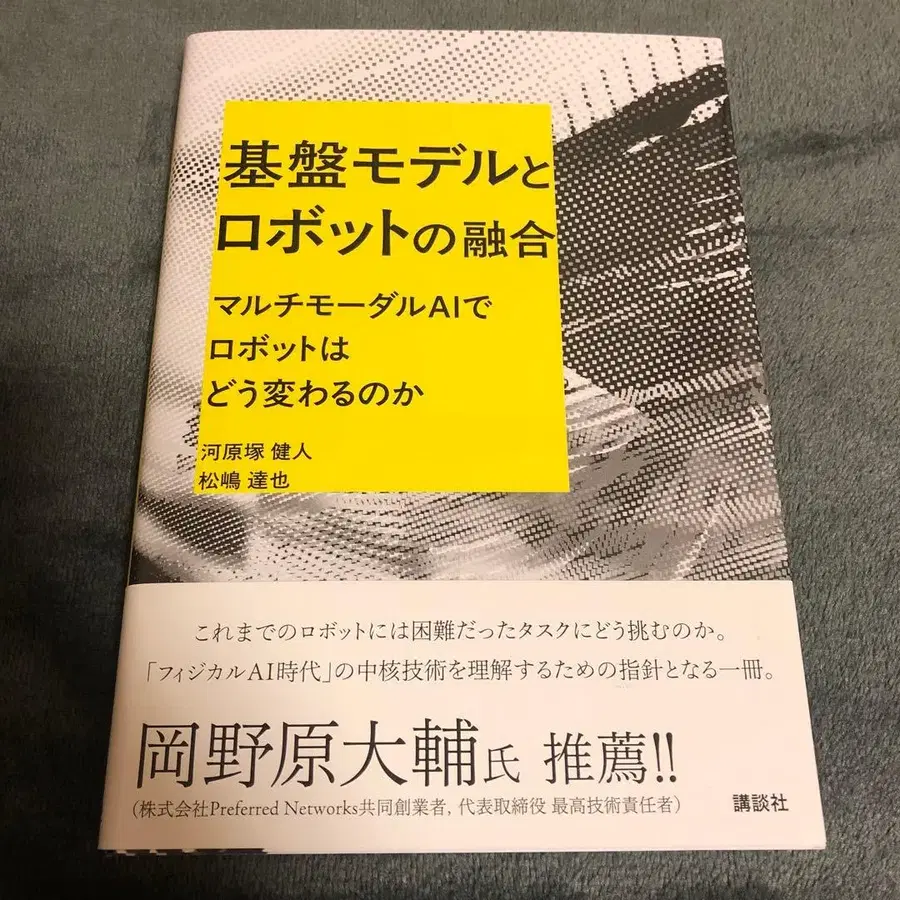 基盤モデルと
ロボットの融合
マルチモーダルAIで
ロボットは
どう変わるのか
河原塚 健人
松嶋 達也
これまでのロボットには困難だったタスクにどう挑むのか。
「フィジカルAI時代」の中核技術を理解するための指針となる一冊。
岡野原大輔氏 推薦!!
(株式会社Preferred Networks共同創業者, 代表取締役 最高技術責任者)
講談社